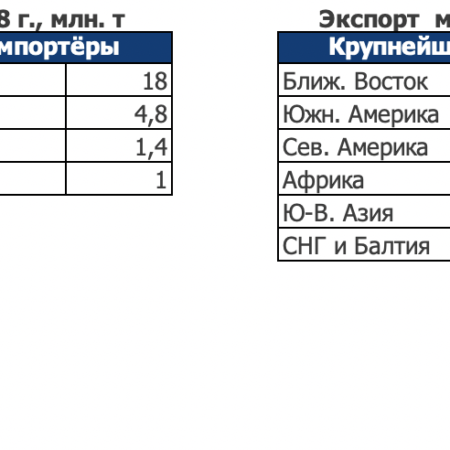 8 г., млн. т
мпортёры
18
4,8
1,4
1
Экспорт м
Крупнейш
Ближ. Восток
Южн. Америка
Сев. Америка
Африка
Ю-В. Азия
СНГ и Балтия